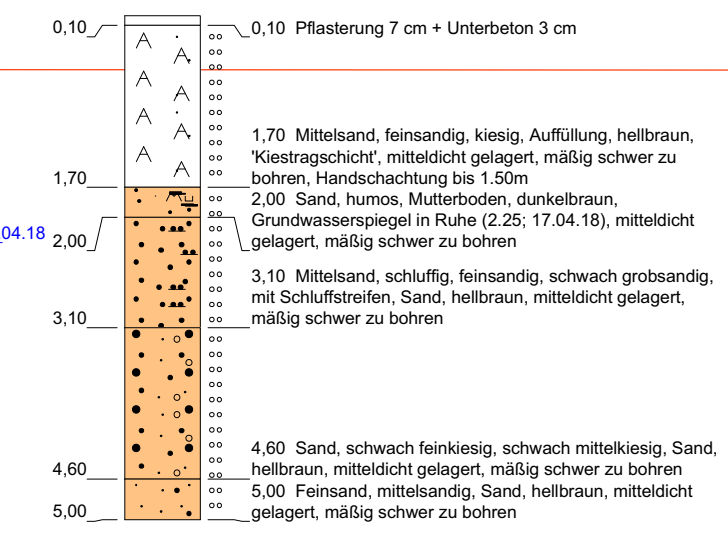 0,10
0,10 Pflasterung 7 cm + Unterbeton 3 cm
1,70 Mittelsand, feinsandig, kiesig, Auffüllung, hellbraun,
'Kiestragschicht', mitteldicht gelagert, mäßig schwer zu
bohren, Handschachtung bis 1.50m
1,70
2,00 Sand, humos, Mutterboden, dunkelbraun,
Grundwasserspiegel in Ruhe (2.25; 17.04.18), mitteldicht
gelagert, mäßig schwer zu bohren
04.18
2,00
3,10 Mittelsand, schluffig, feinsandig, schwach grobsandig,
mit Schluffstreifen, Sand, hellbraun, mitteldicht gelagert,
mäßig schwer zu bohren
3,10
4,60 Sand, schwach feinkiesig, schwach mittelkiesig, Sand,
hellbraun, mitteldicht gelagert, mäßig schwer zu bohren
4,60
5,00 Feinsand, mittelsandig, Sand, hellbraun, mitteldicht
gelagert, mäßig schwer zu bohren
5,00